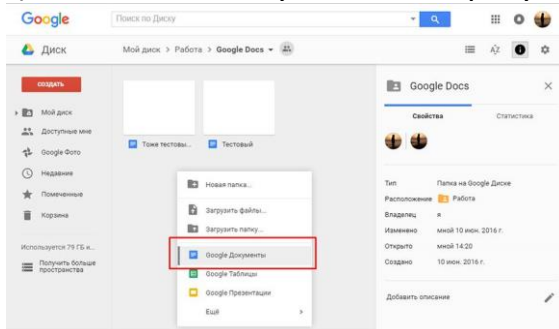 Google
Поиск по Диску
Диск
Мой диск > Работа > Google Docs
СОЗДАТЬ
Мой диск
Доступные мне
Google Фото
Недавние
Помеченные
Корзина
Используется 79 ГБ и...
Получить больше
пространства
Тоже тестовы...
Тестовый
Новая папка...
Загрузить файлы...
Загрузить папку...
Google Документы
Google Таблицы
Google Презентации
Ещё >
Google Docs
Свойства Статистика
Тип Папка на Google Диске
Расположение Работа
Владелец я
Изменено мной 10 июн. 2016 г.
Открыто мной 14:20
Создано 10 июн. 2016 г.
Добавить описание